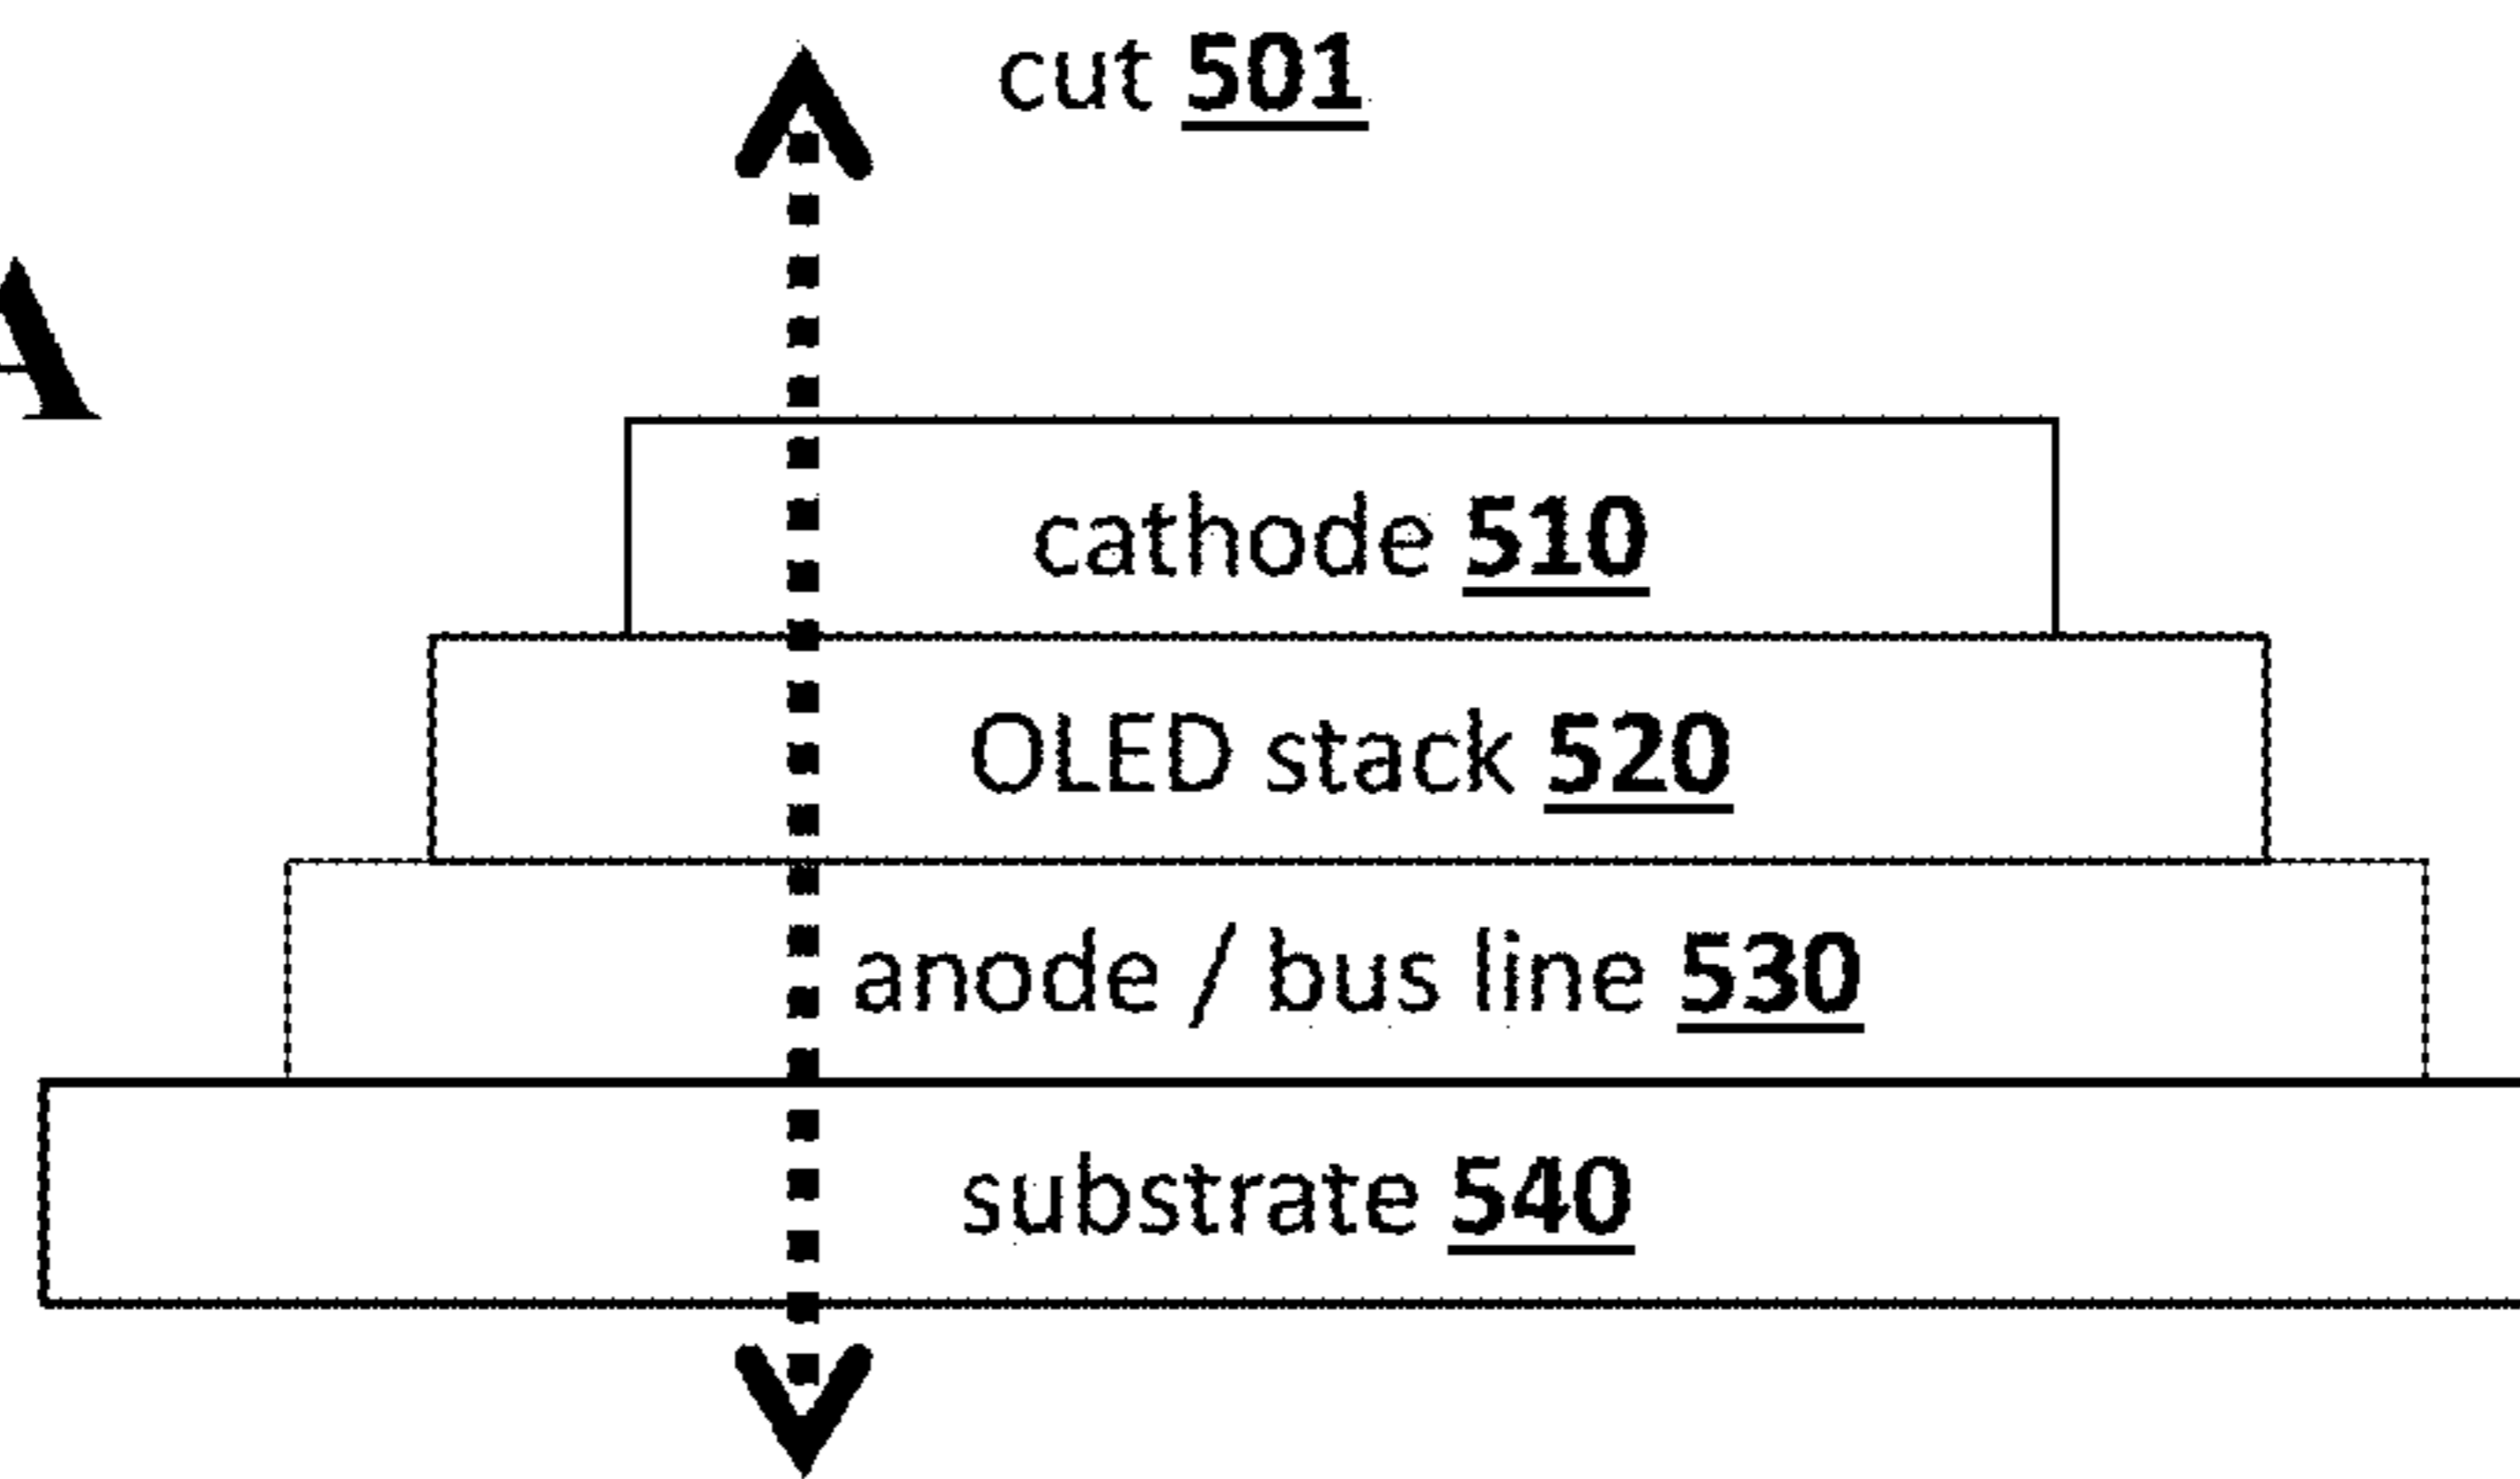 cut 501
A
cathode 510
OLED stack 520
anode / bus line 530
substrate 540